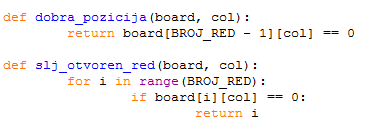 def dobra_pozicija(board, col):
        return board[BROJ_RED - 1][col] == 0

def slj_otvoren_red(board, col):
        for i in range(BROJ_RED):
                if board[i][col] == 0:
                        return i